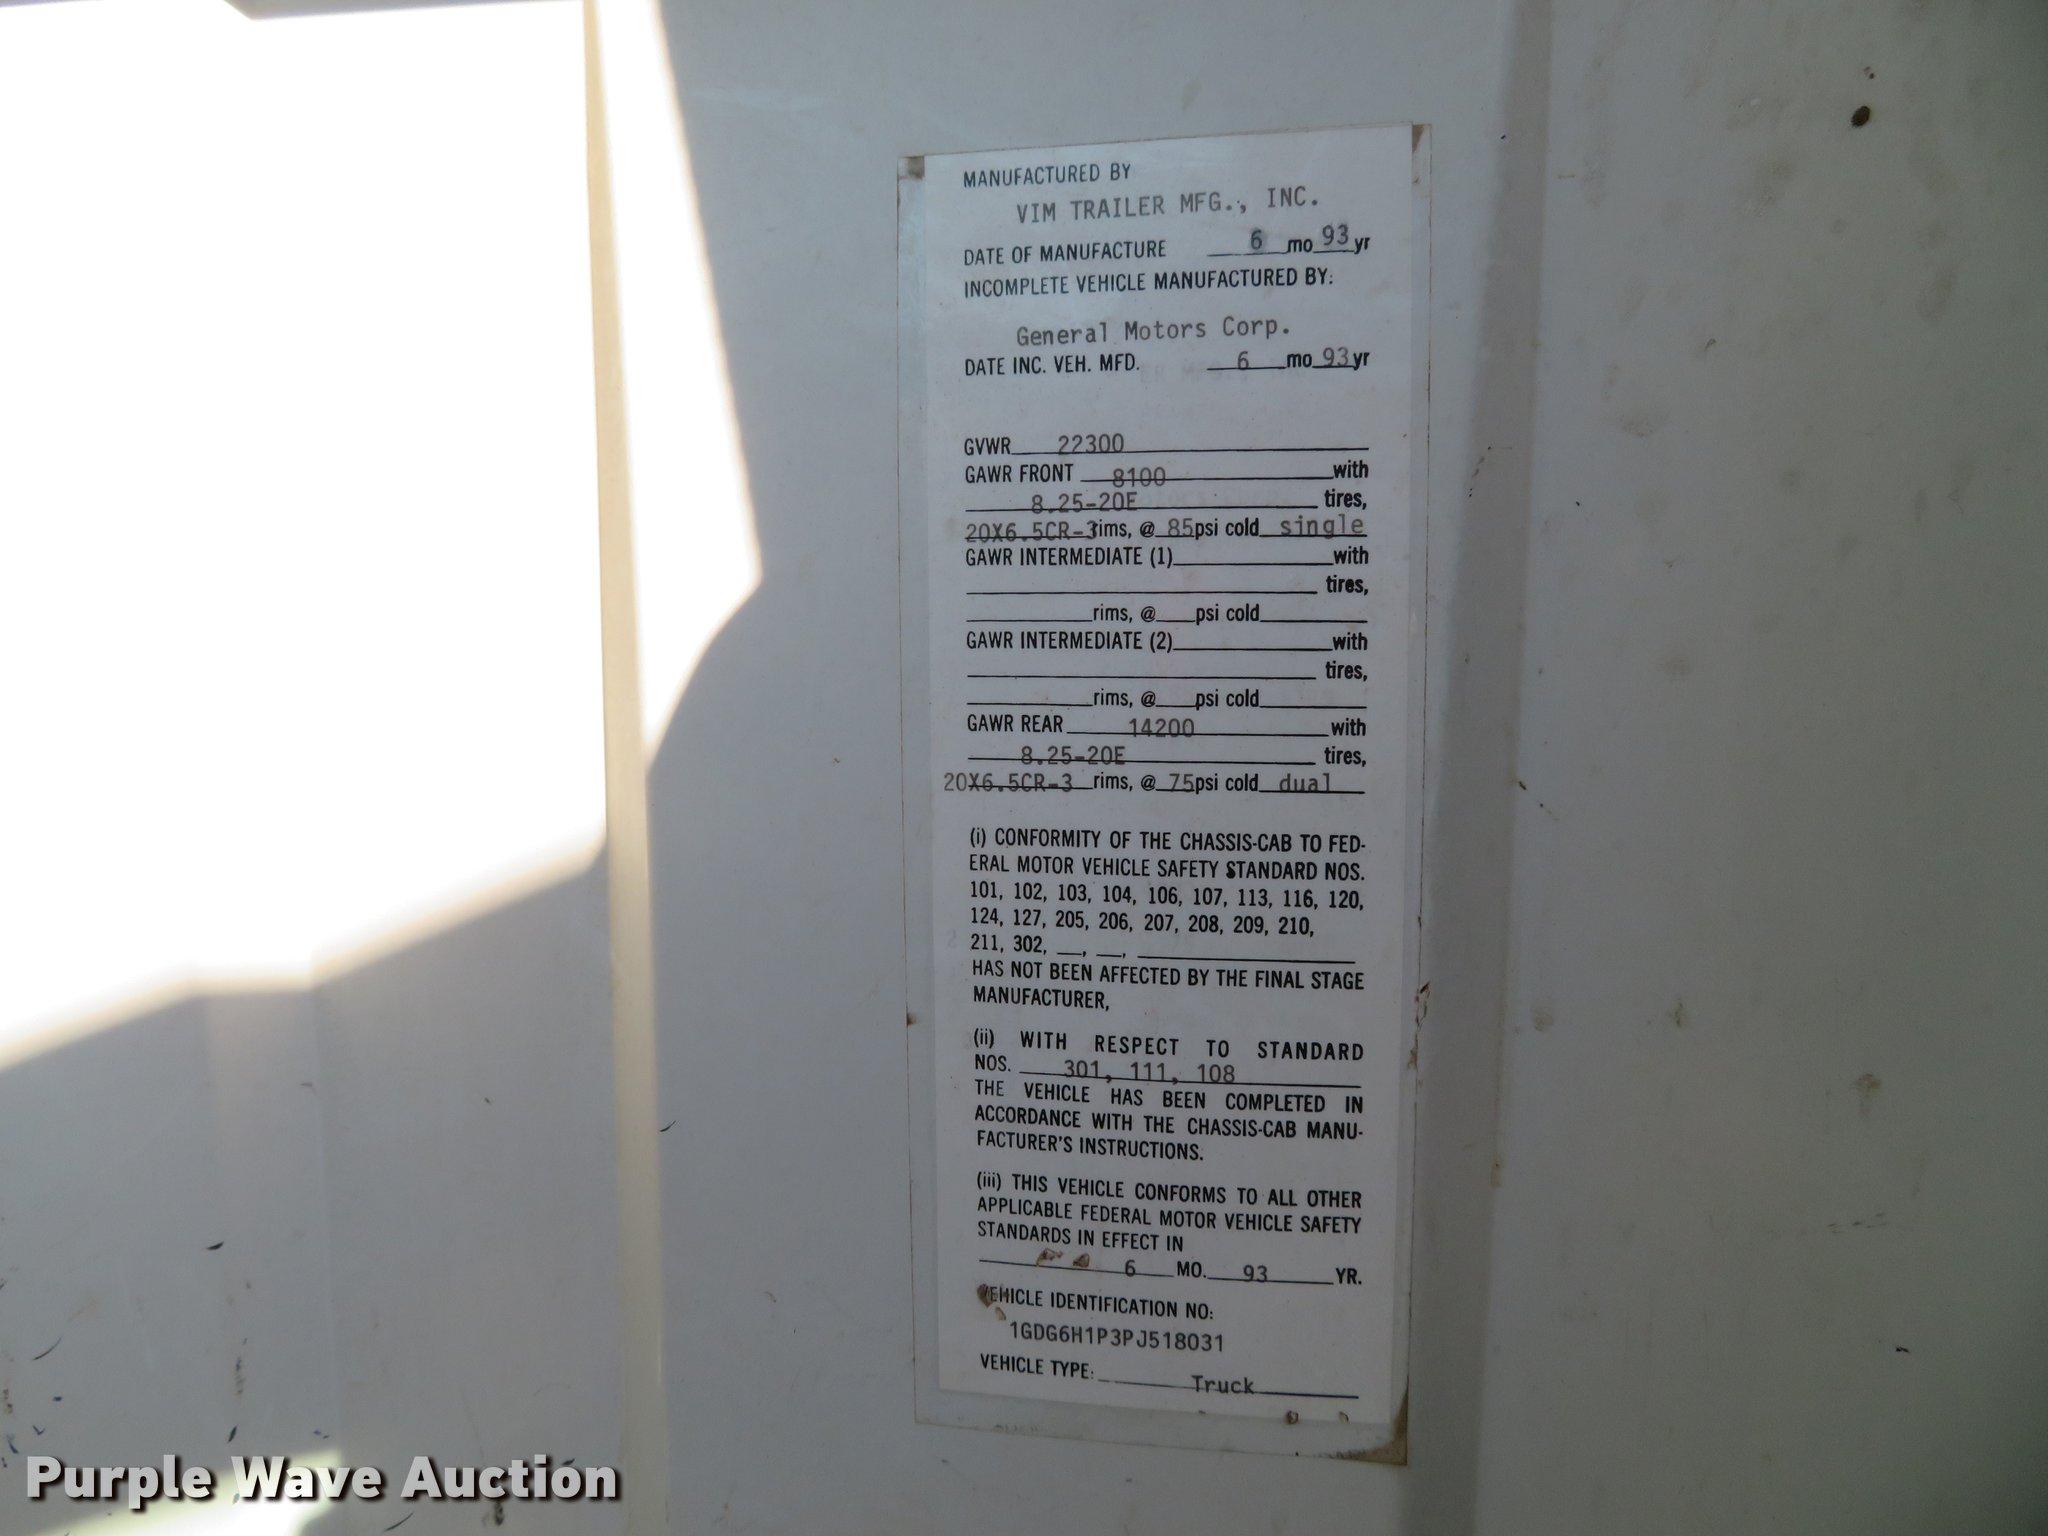 MANUFACTURED BY
VIM TRAILER MFG., INC.
DATE OF MANUFACTURE 6 mo 93 yr
INCOMPLETE VEHICLE MANUFACTURED BY:
General Motors Corp.
DATE INC. VEH. MFD. 6 mo 93 yr
GVWR 22300
GAWR FRONT 8100 with
8.25-20E tires,
20X6.5CR-3 rims, @ 85 psi cold single
GAWR INTERMEDIATE (1) with
tires,
rims, @ psi cold
GAWR INTERMEDIATE (2) with
tires,
rims, @ psi cold
GAWR REAR 14200 with
8.25-20E tires,
20X6.5CR-3 rims, @ 75 psi cold dual
(i) CONFORMITY OF THE CHASSIS-CAB TO FED-
ERAL MOTOR VEHICLE SAFETY STANDARD NOS.
101, 102, 103, 104, 106, 107, 113, 116, 120,
124, 127, 205, 206, 207, 208, 209, 210,
211, 302, __, __, ____
HAS NOT BEEN AFFECTED BY THE FINAL STAGE
MANUFACTURER,
(ii) WITH RESPECT TO STANDARD
NOS. 301, 111, 108
THE VEHICLE HAS BEEN COMPLETED IN
ACCORDANCE WITH THE CHASSIS-CAB MANU-
FACTURER'S INSTRUCTIONS.
(iii) THIS VEHICLE CONFORMS TO ALL OTHER
APPLICABLE FEDERAL MOTOR VEHICLE SAFETY
STANDARDS IN EFFECT IN
6 MO. 93 YR.
VEHICLE IDENTIFICATION NO:
1GDG6H1P3PJ518031
VEHICLE TYPE: Truck
Purple Wave Auction